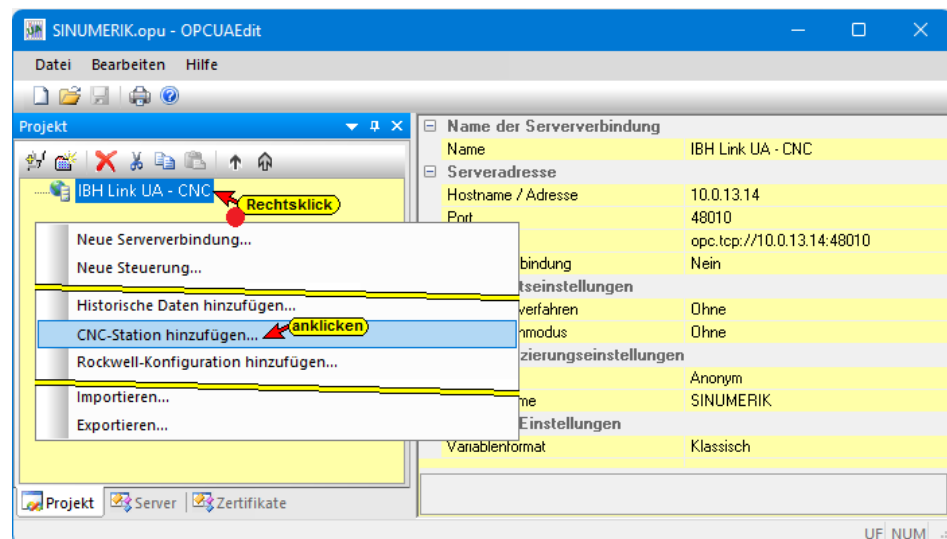 SINUMERIK.opu - OPCUAEdit
Datei Bearbeiten Hilfe
Projekt
IBH Link UA - CNC
Rechtsklick
Neue Serververbindung...
Neue Steuerung...
Historische Daten hinzufügen...
CNC-Station hinzufügen...
anklicken
Rockwell-Konfiguration hinzufügen...
Importieren...
Exportieren...
Projekt Server Zertifikate
Name der Serververbindung
Name IBH Link UA - CNC
Serveradresse
Hostname / Adresse 10.0.13.14
Port 48010
opc.tcp://10.0.13.14:48010
bindung Nein
tseinstellungen
verfahren Ohne
nmodus Ohne
zierungseinstellungen
Anonym
me SINUMERIK
Einstellungen
Variablenformat Klassisch
UF NUM